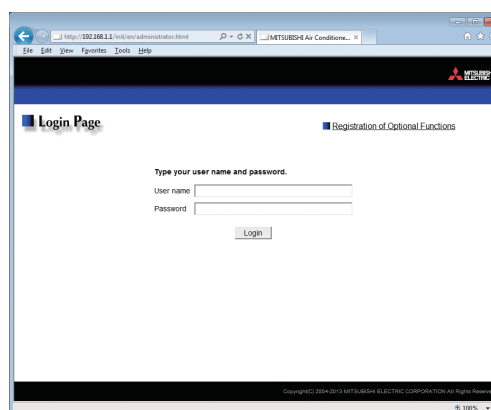 http://192.168.1.1/init/en/administrator.html
MITSUBISHI Air Conditione...
File Edit View Favorites Tools Help
ELECTRIC
Login Page
Registration of Optional Functions
Type your user name and password.
User name
Password
Login
Copyright(C) 2004-2013 MITSUBISHI ELECTRIC CORPORATION All Rights Reserve
100%